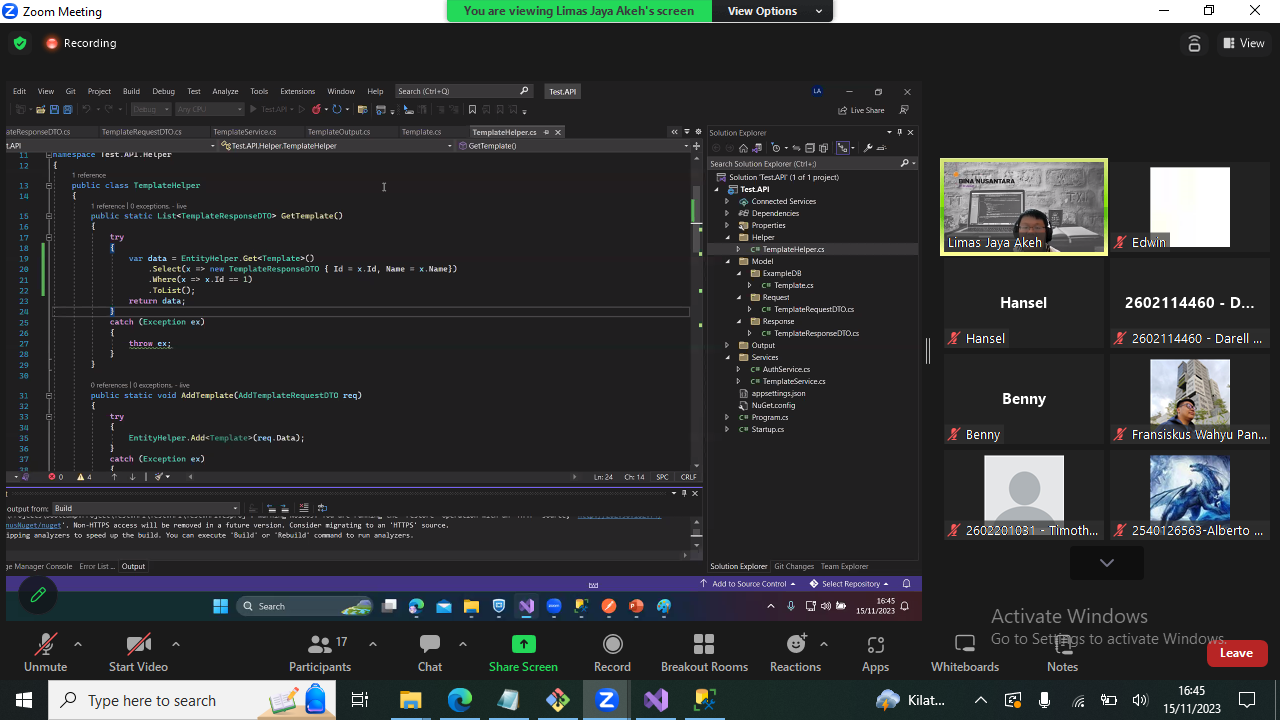 Zoom Meeting
You are viewing Limas Jaya Akeh's screen
View Options
Recording
View
Edit View Git Project Build Debug Test Analyze Tools Extensions Window Help
Search (Ctrl+Q)
Test.API
LA
Debug
Any CPU
Test.API
Live Share
ateResponseDTO.cs
TemplateRequestDTO.cs
TemplateService.cs
TemplateOutput.cs
Template.cs
TemplateHelper.cs
t.API
Test.API.Helper.TemplateHelper
GetTemplate()
11 namespace Test.API.Helper
12 {
1 reference
13 public class TemplateHelper
14 {
1 reference | 0 exceptions. - live
15 public static List<TemplateResponseDTO> GetTemplate()
16 {
17 try
18 {
19 var data = EntityHelper.Get<Template>()
20 .Select(x => new TemplateResponseDTO { Id = x.Id, Name = x.Name})
21 .Where(x => x.Id == 1)
22 .ToList();
23 return data;
24 }
25 catch (Exception ex)
26 {
27 throw ex;
28 }
29 }
30
0 references | 0 exceptions. - live
31 public static void AddTemplate(AddTemplateRequestDTO req)
32 {
33 try
34 {
35 EntityHelper.Add<Template>(req.Data);
36 }
37 catch (Exception ex)
38 {
0
4
Ln: 24 Ch: 14 SPC CRLF
t
output from: Build
nusNuget/nuget'. Non-HTTPS access will be removed in a future version. Consider migrating to an 'HTTPS' source.
ipping analyzers to speed up the build. You can execute 'Build' or 'Rebuild' command to run analyzers.
ge Manager Console
Error List ...
Output
Solution Explorer
Search Solution Explorer (Ctrl+;)
Solution 'Test.API' (1 of 1 project)
Test.API
Connected Services
Dependencies
Properties
Helper
TemplateHelper.cs
Model
ExampleDB
Template.cs
Request
TemplateRequestDTO.cs
Response
TemplateResponseDTO.cs
Output
Services
AuthService.cs
TemplateService.cs
appsettings.json
NuGet.config
Program.cs
Startup.cs
Solution Explorer
Git Changes
Team Explorer
Add to Source Control
Select Repository
Search
16:45
15/11/2023
BINA NUSANTARA
Limas Jaya Akeh
Edwin
Hansel
Hansel
2602114460 - D...
2602114460 - Darell ...
Benny
Benny
Fransiskus Wahyu Pan...
2602201031 - Timoth...
2540126563-Alberto ...
Activate Windows
Go to Settings to activate Windows.
Unmute
Start Video
Participants
17
Chat
Share Screen
Record
Breakout Rooms
Reactions
Apps
Whiteboards
Notes
Leave
Type here to search
Kilat...
16:45
15/11/2023